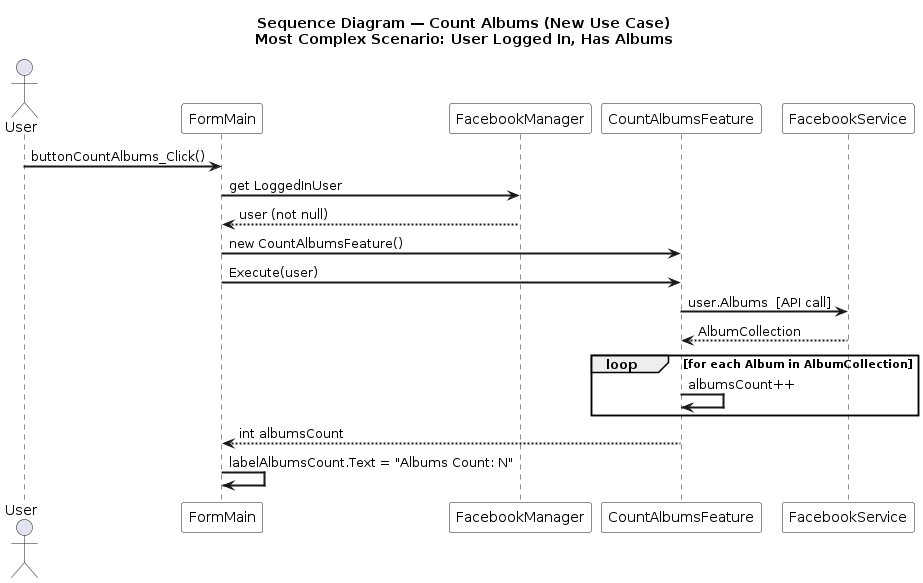 Sequence Diagram — Count Albums (New Use Case)
Most Complex Scenario: User Logged In, Has Albums
User
FormMain
FacebookManager
CountAlbumsFeature
FacebookService
buttonCountAlbums_Click()
get LoggedInUser
user (not null)
new CountAlbumsFeature()
Execute(user)
user.Albums  [API call]
AlbumCollection
loop
[for each Album in AlbumCollection]
albumsCount++
int albumsCount
labelAlbumsCount.Text = "Albums Count: N"
User
FormMain
FacebookManager
CountAlbumsFeature
FacebookService